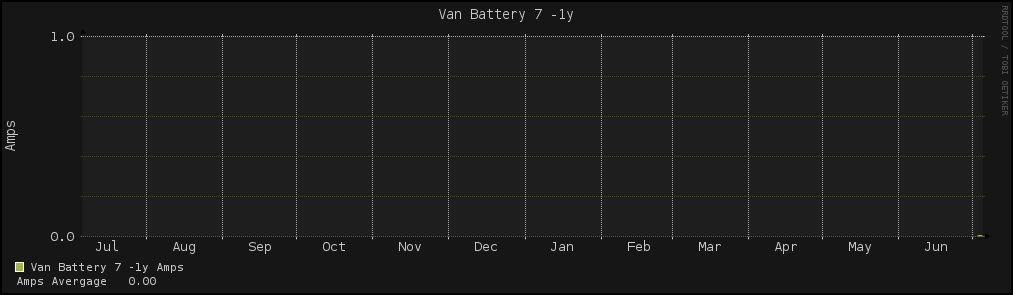 Van Battery 7 -1y
RRDTOOL / TOBI OETIKER
Amps
1.0
0.0
Jul Aug Sep Oct Nov Dec Jan Feb Mar Apr May Jun
Van Battery 7 -1y Amps
Amps Avergage 0.00